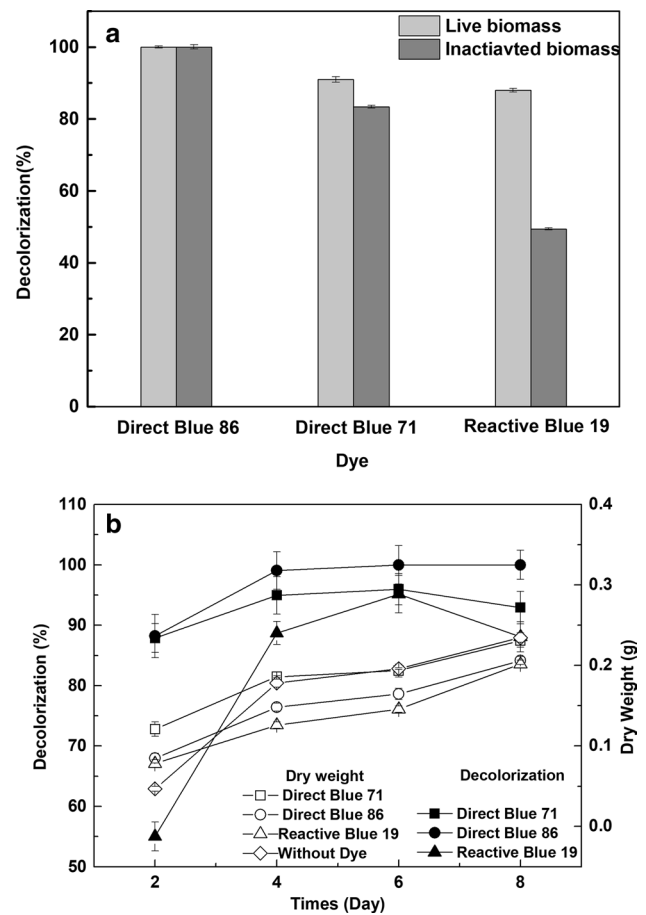 a
Live biomass
Inactiavted biomass
100
80
60
40
20
0
Decolorization(%)
Direct Blue 86
Direct Blue 71
Reactive Blue 19
Dye
b
110
100
90
80
70
60
50
Decolorization (%)
0.4
0.3
0.2
0.1
0.0
Dry Weight (g)
Dry weight
Direct Blue 71
Direct Blue 86
Reactive Blue 19
Without Dye
Decolorization
Direct Blue 71
Direct Blue 86
Reactive Blue 19
2 4 6 8
Times (Day)